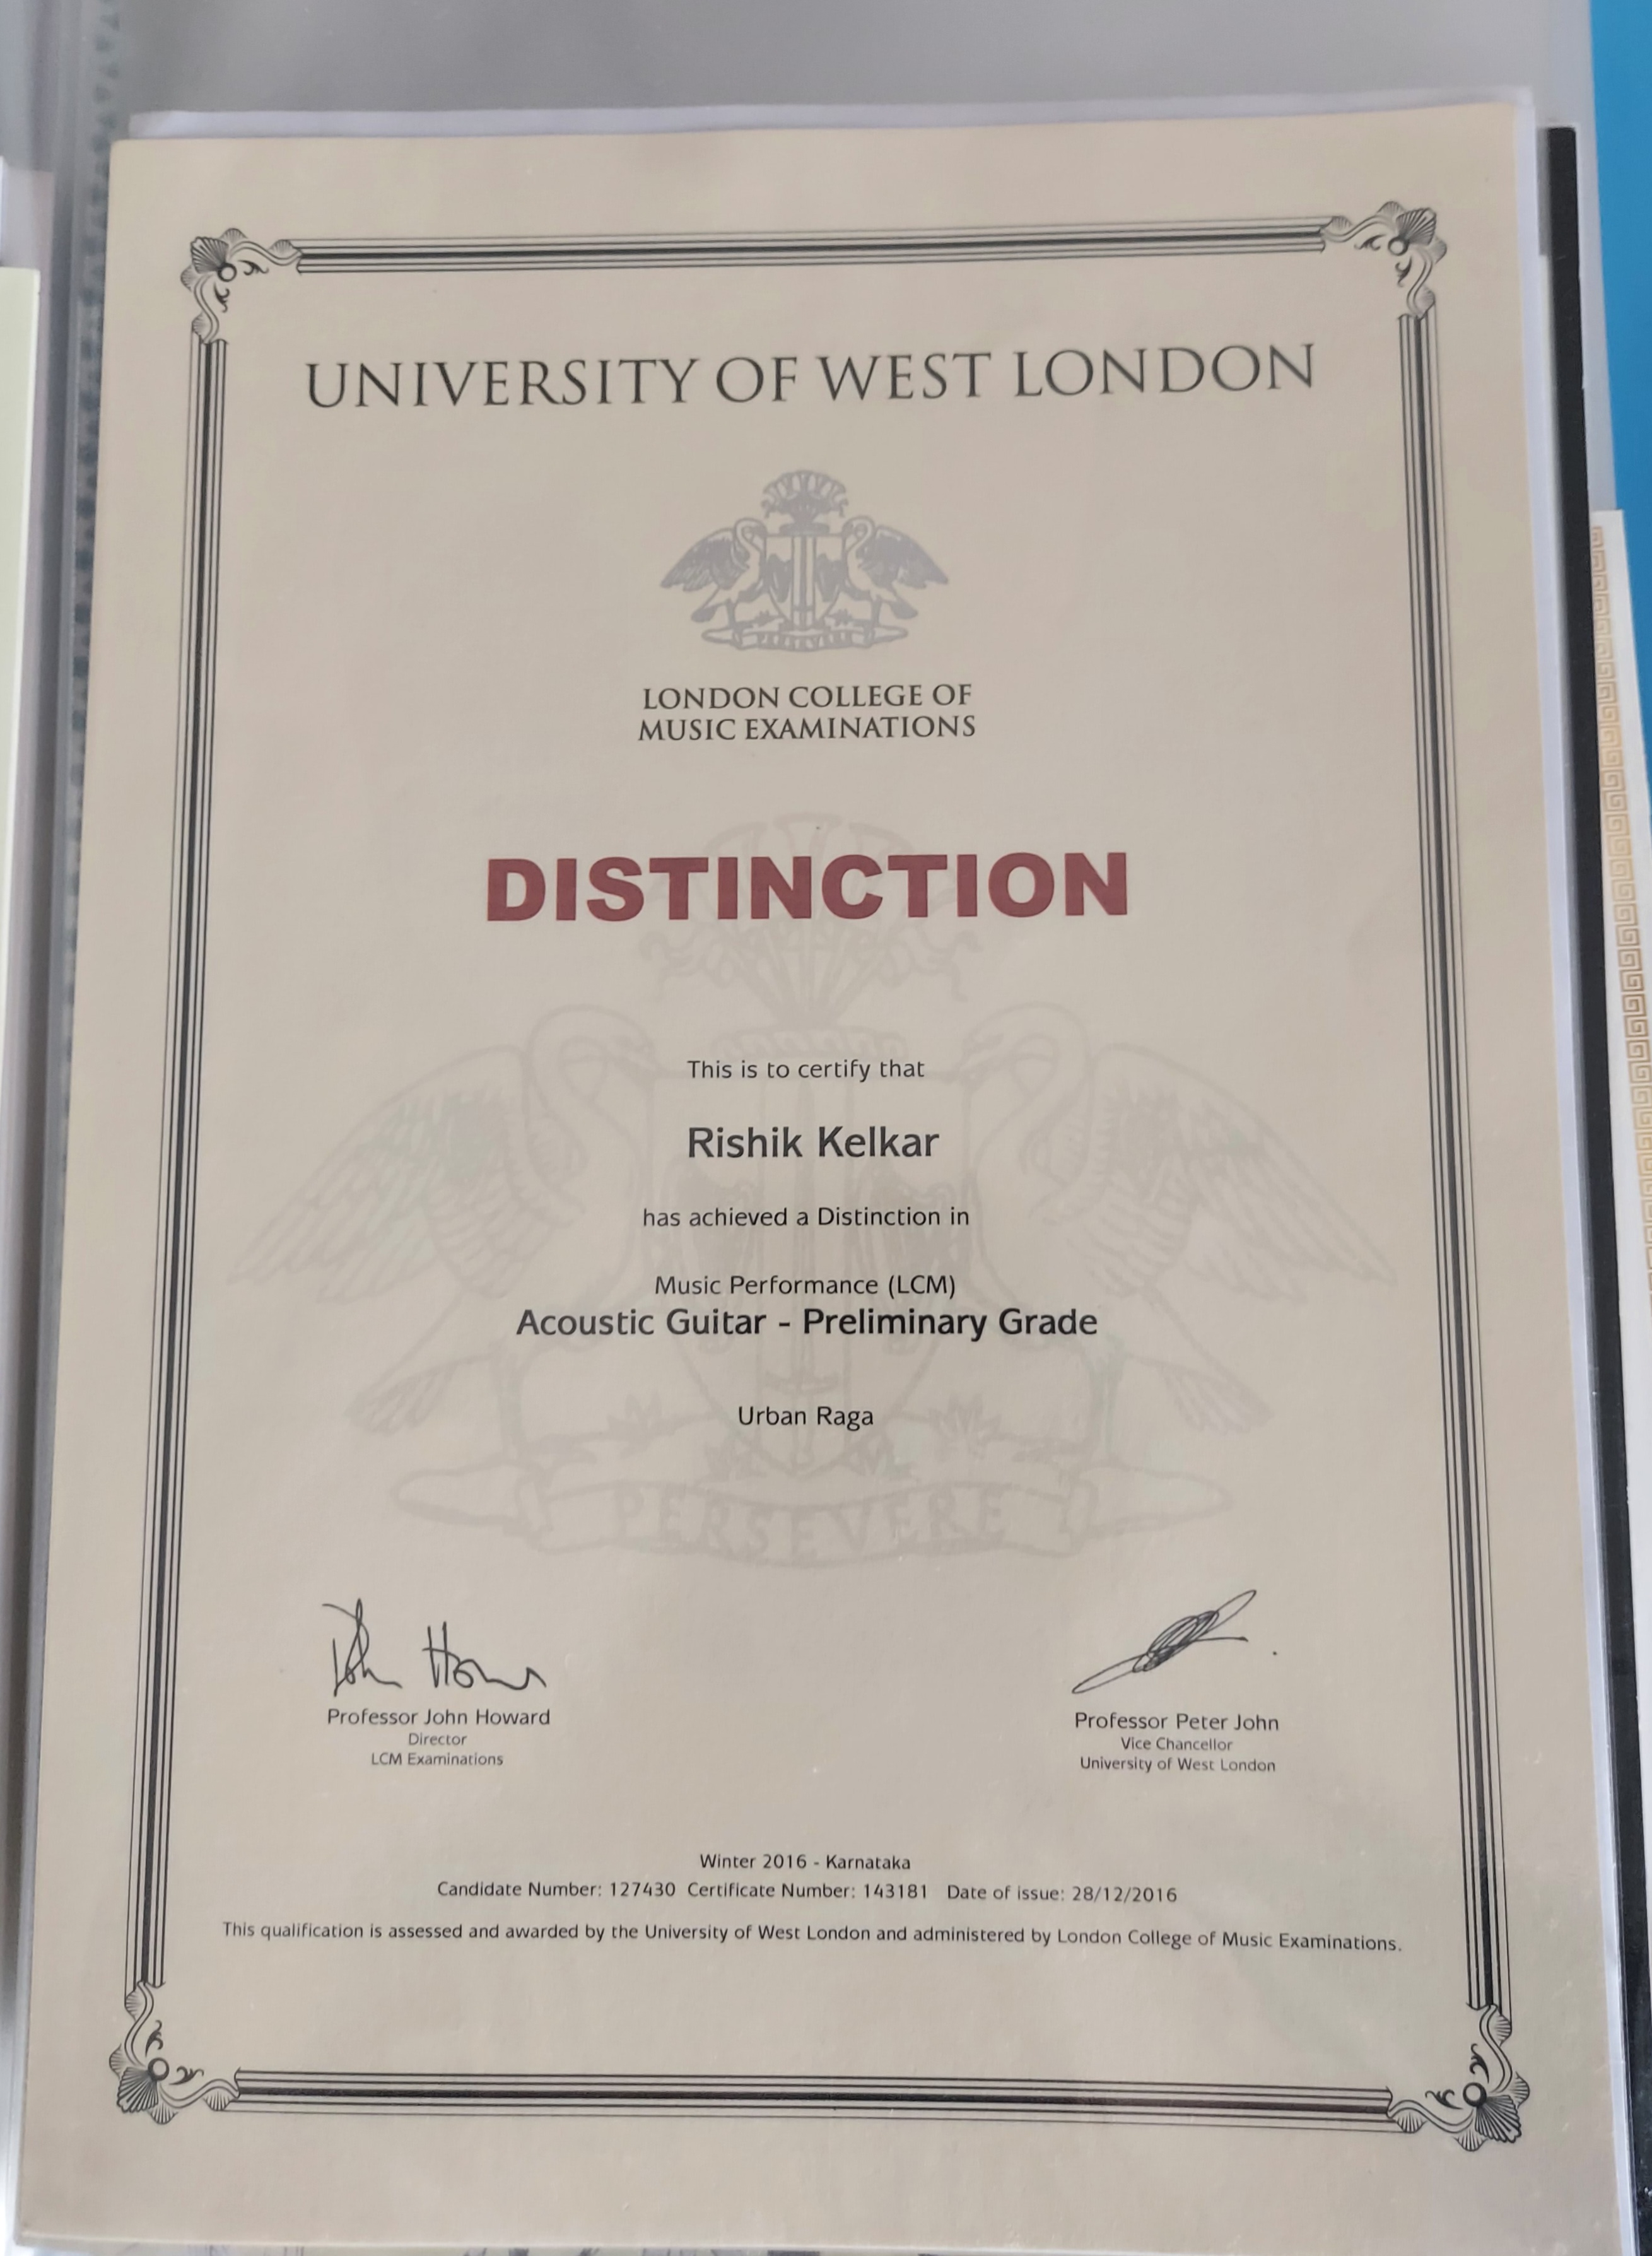 UNIVERSITY OF WEST LONDON
PERSEVERE
LONDON COLLEGE OF
MUSIC EXAMINATIONS
DISTINCTION
This is to certify that
Rishik Kelkar
has achieved a Distinction in
Music Performance (LCM)
Acoustic Guitar - Preliminary Grade
Urban Raga
PERSEVERE
John Howard
Professor John Howard
Director
LCM Examinations
Professor Peter John
Vice Chancellor
University of West London
Winter 2016 - Karnataka
Candidate Number: 127430 Certificate Number: 143181 Date of issue: 28/12/2016
This qualification is assessed and awarded by the University of West London and administered by London College of Music Examinations.